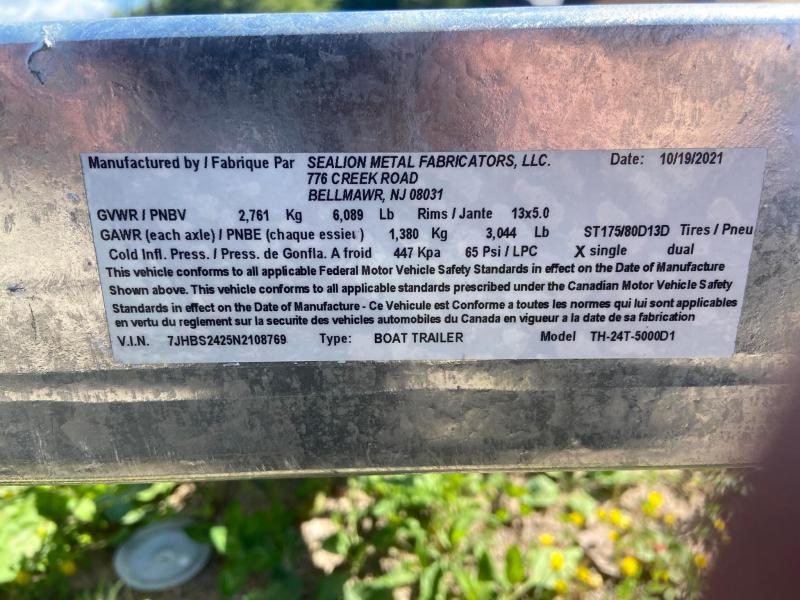 Manufactured by / Fabrique Par SEALION METAL FABRICATORS, LLC. Date: 10/19/2021
776 CREEK ROAD
BELLMAWR, NJ 08031
GVWR / PNBV 2,761 Kg 6,089 Lb Rims / Jante 13x5.0
GAWR (each axle) / PNBE (chaque essieu ) 1,380 Kg 3,044 Lb ST175/80D13D Tires / Pneu
Cold Infl. Press. / Press. de Gonfla. A froid 447 Kpa 65 Psi / LPC X single dual
This vehicle conforms to all applicable Federal Motor Vehicle Safety Standards in effect on the Date of Manufacture
Shown above. This vehicle conforms to all applicable standards prescribed under the Canadian Motor Vehicle Safety
Standards in effect on the Date of Manufacture - Ce Vehicule est Conforme a toutes les normes qui lui sont applicables
en vertu du reglement sur la securite des vehicles automobiles du Canada en vigueur a la date de sa fabrication
V.I.N. 7JHBS2425N2108769 Type: BOAT TRAILER Model TH-24T-5000D1